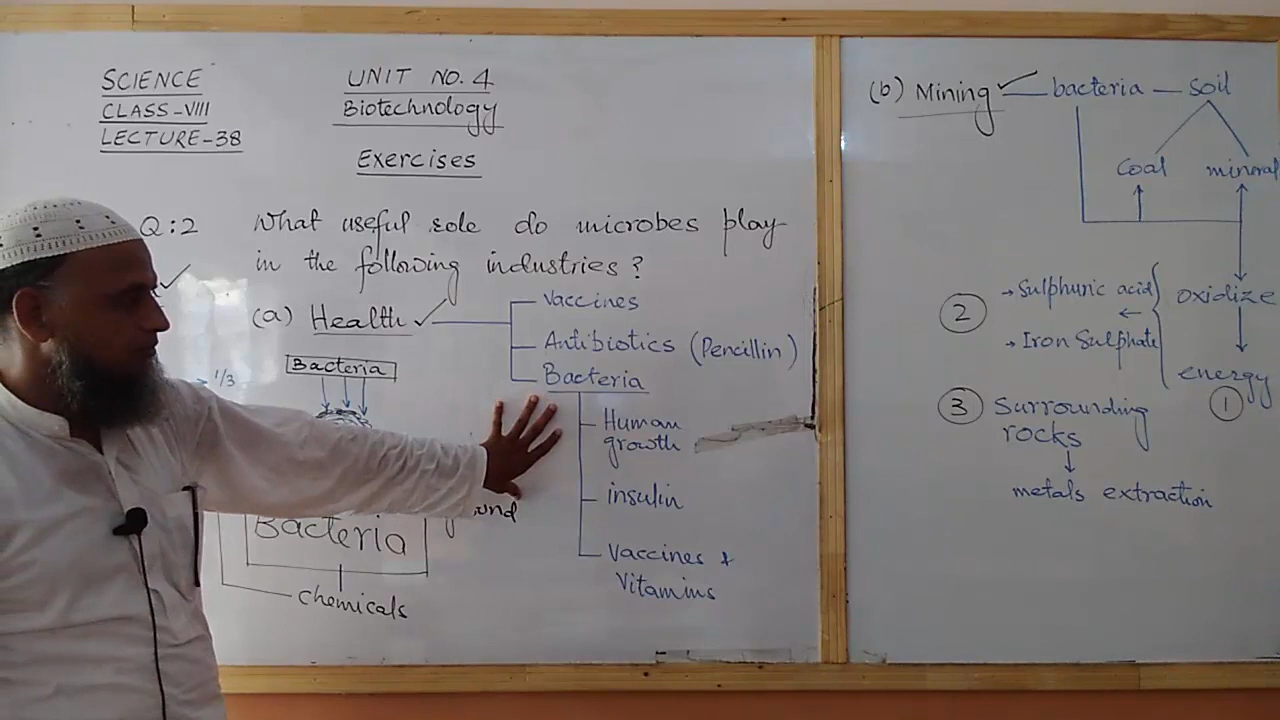 SCIENCE
CLASS-VIII
LECTURE-38
UNIT NO. 4
Biotechnology
Exercises
Q:2 What useful role do microbes play
in the following industries?
(a) Health
Vaccines
Antibiotics (Pencillin)
Bacteria
Human
growth
insulin
Vaccines +
Vitamins
Bacteria
1/3
Bacteria
chemicals
(b) Mining bacteria — soil
Coal mineral
oxidize
energy
1
2 → Sulphuric acid
→ Iron Sulphate
3 Surrounding
rocks
metals extraction